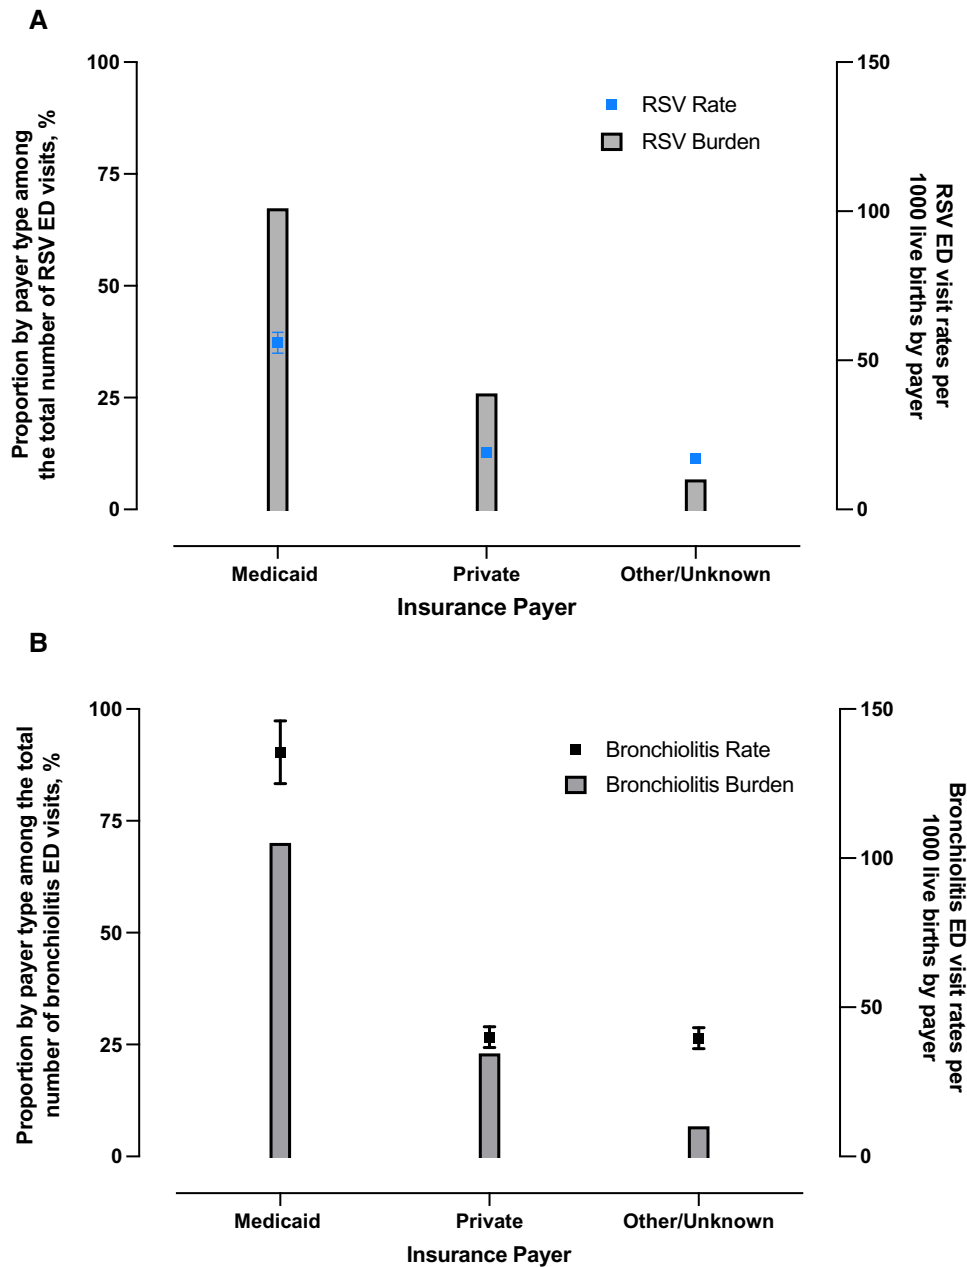 A
Proportion by payer type among
the total number of RSV ED visits, %
100
75
50
25
0
RSV Rate
RSV Burden
150
100
50
0
RSV ED visit rates per
1000 live births by payer
Medicaid
Private
Other/Unknown
Insurance Payer
B
Proportion by payer type among the total
number of bronchiolitis ED visits, %
100
75
50
25
0
Bronchiolitis Rate
Bronchiolitis Burden
150
100
50
0
Bronchiolitis ED visit rates per
1000 live births by payer
Medicaid
Private
Other/Unknown
Insurance Payer